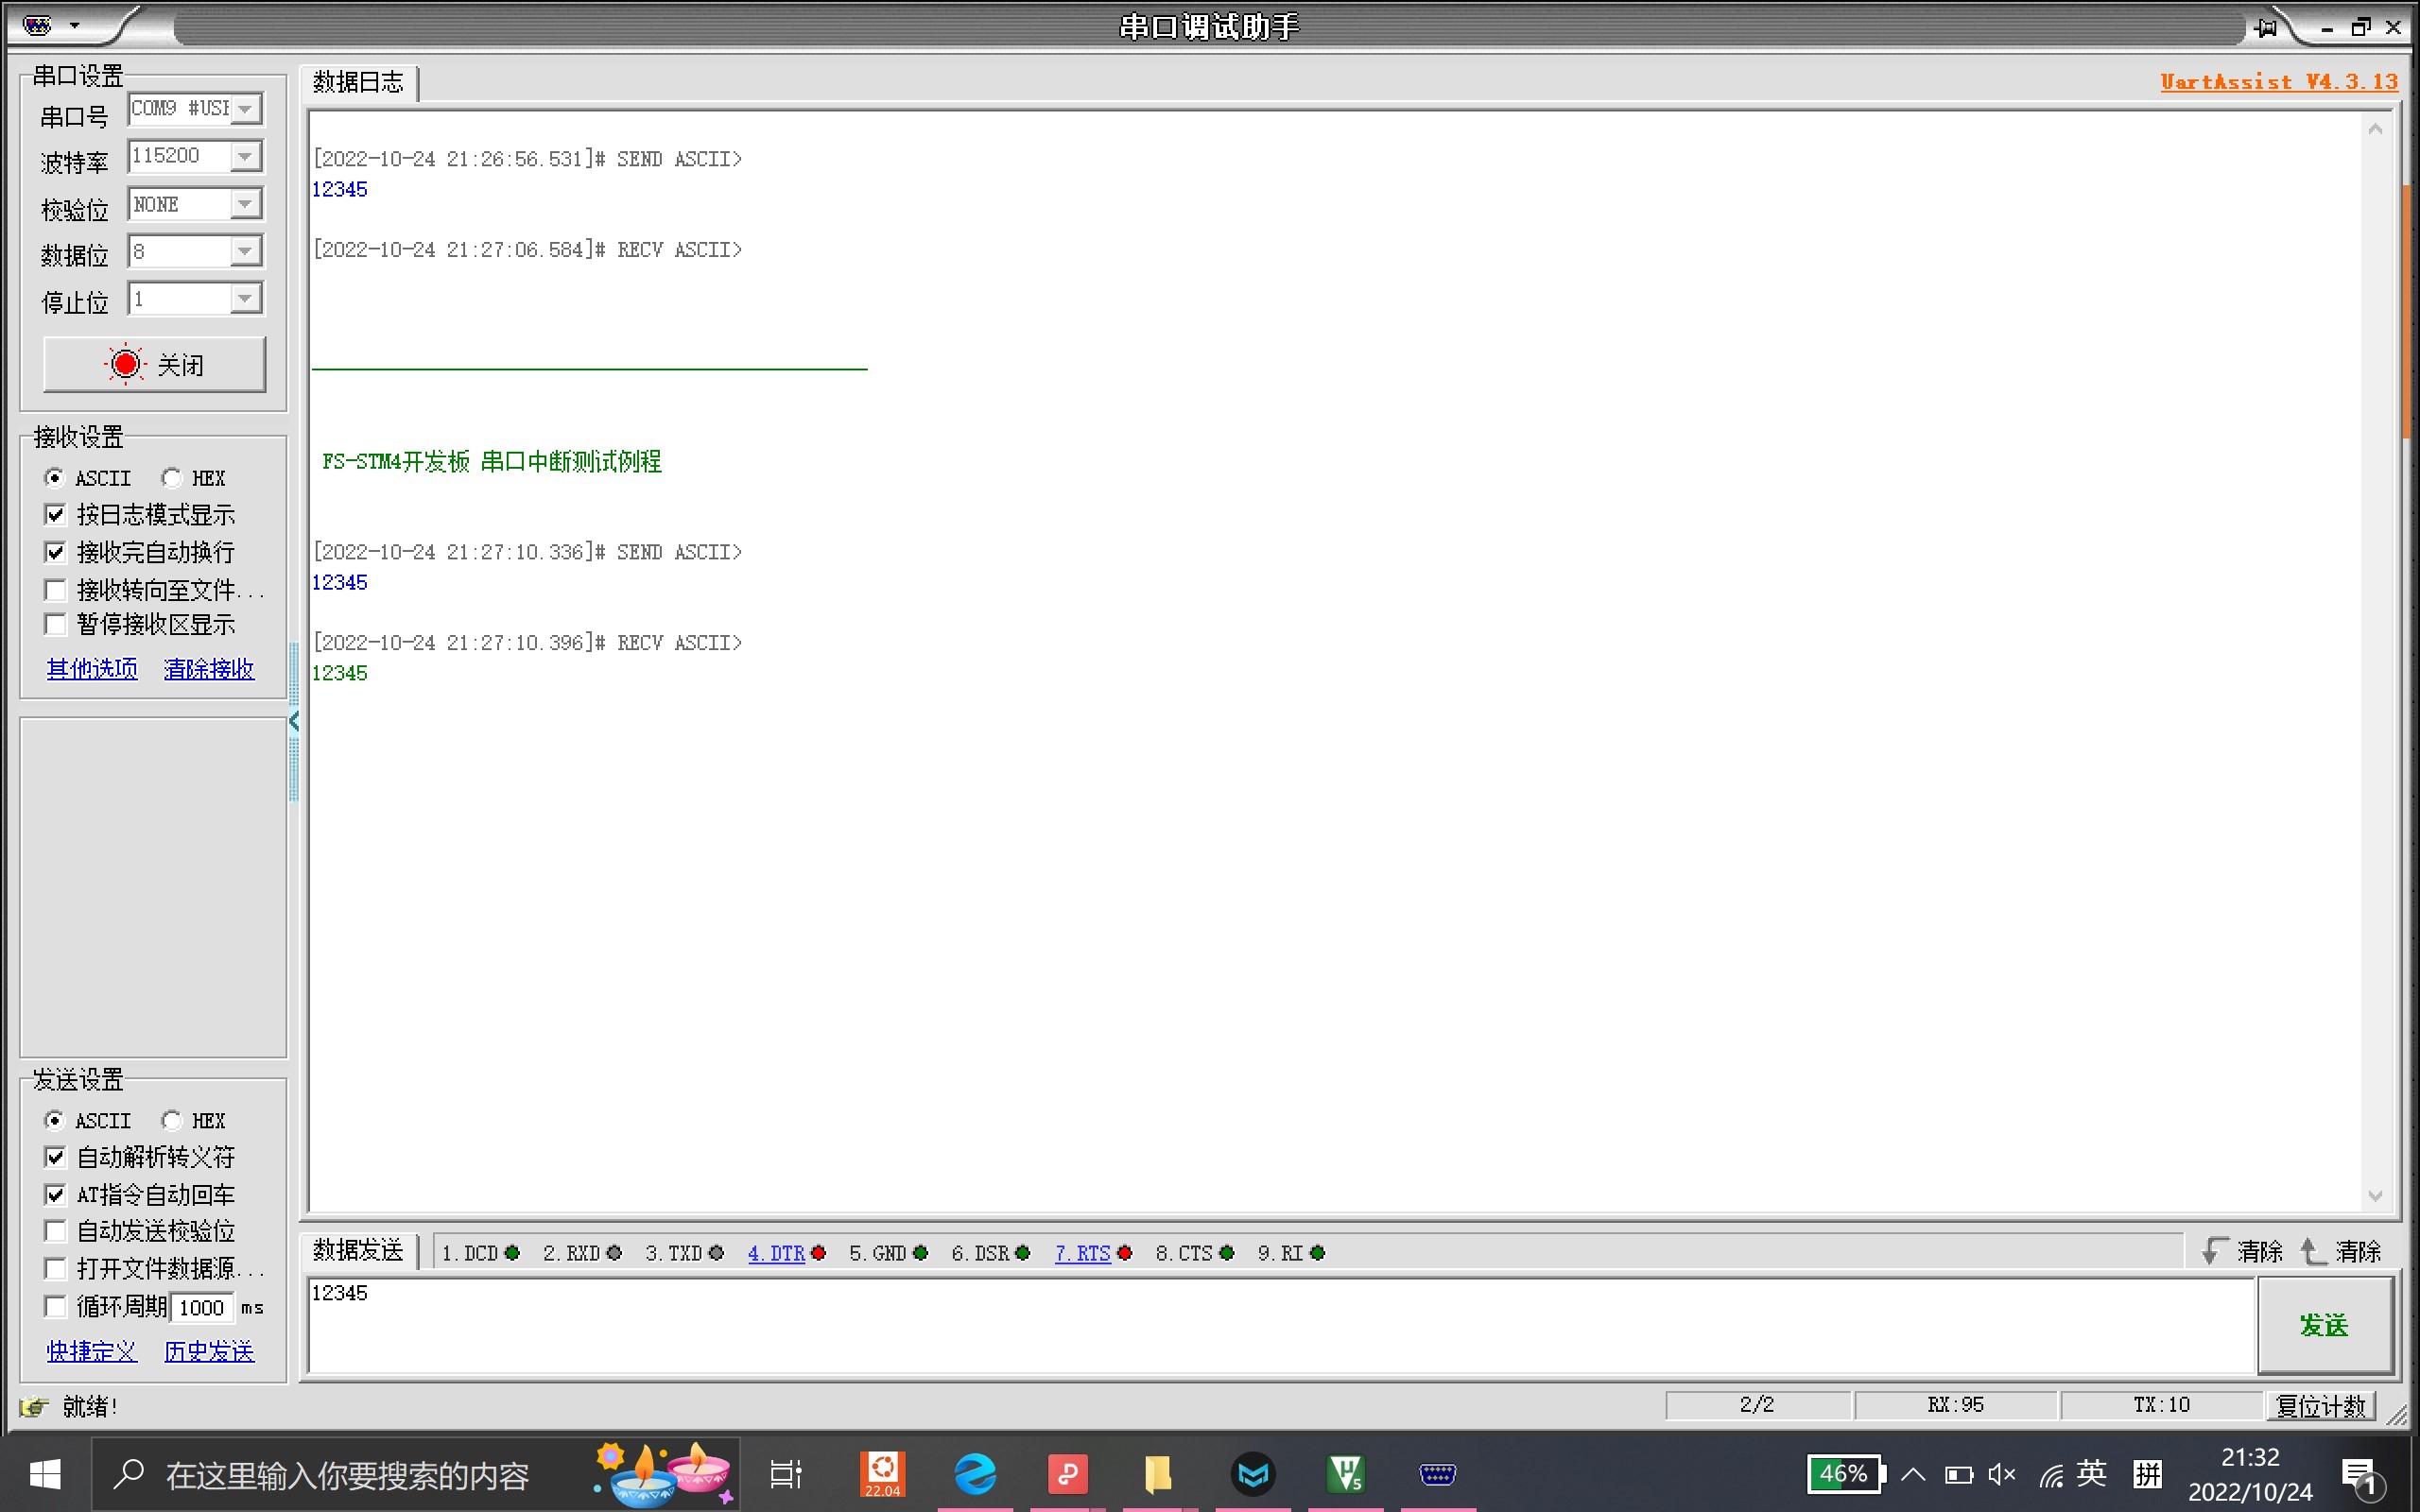 串口调试助手
串口设置
串口号 COM9 #USB
波特率 115200
校验位 NONE
数据位 8
停止位 1
关闭
接收设置
ASCII HEX
按日志模式显示
接收完自动换行
接收转向至文件...
暂停接收区显示
其他选项 清除接收
数据日志
UartAssist V4.3.13
[2022-10-24 21:26:56.531]# SEND ASCII>
12345
[2022-10-24 21:27:06.584]# RECV ASCII>
FS-STM4开发板 串口中断测试例程
[2022-10-24 21:27:10.336]# SEND ASCII>
12345
[2022-10-24 21:27:10.396]# RECV ASCII>
12345
发送设置
ASCII HEX
自动解析转义符
AT指令自动回车
自动发送校验位
打开文件数据源...
循环周期 1000 ms
快捷定义 历史发送
数据发送 1.DCD 2.RXD 3.TXD 4.DTR 5.GND 6.DSR 7.RTS 8.CTS 9.RI 清除 清除
12345
发送
就绪! 2/2 RX:95 TX:10 复位计数
在这里输入你要搜索的内容
22.04
46% 英 拼
21:32
2022/10/24
1